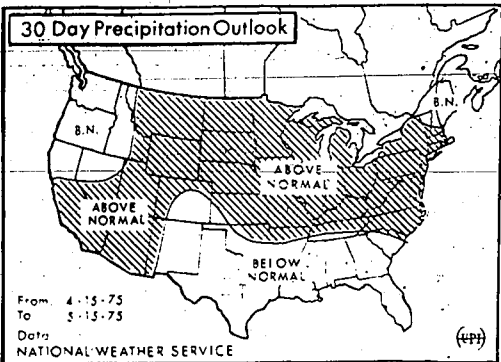 30 Day Precipitation Outlook
B.N.
B.N.
ABOVE
NORMAL
ABOVE
NORMAL
BELOW
NORMAL
From 4-15-75
To 5-15-75
Data
NATIONAL WEATHER SERVICE
(UPI)